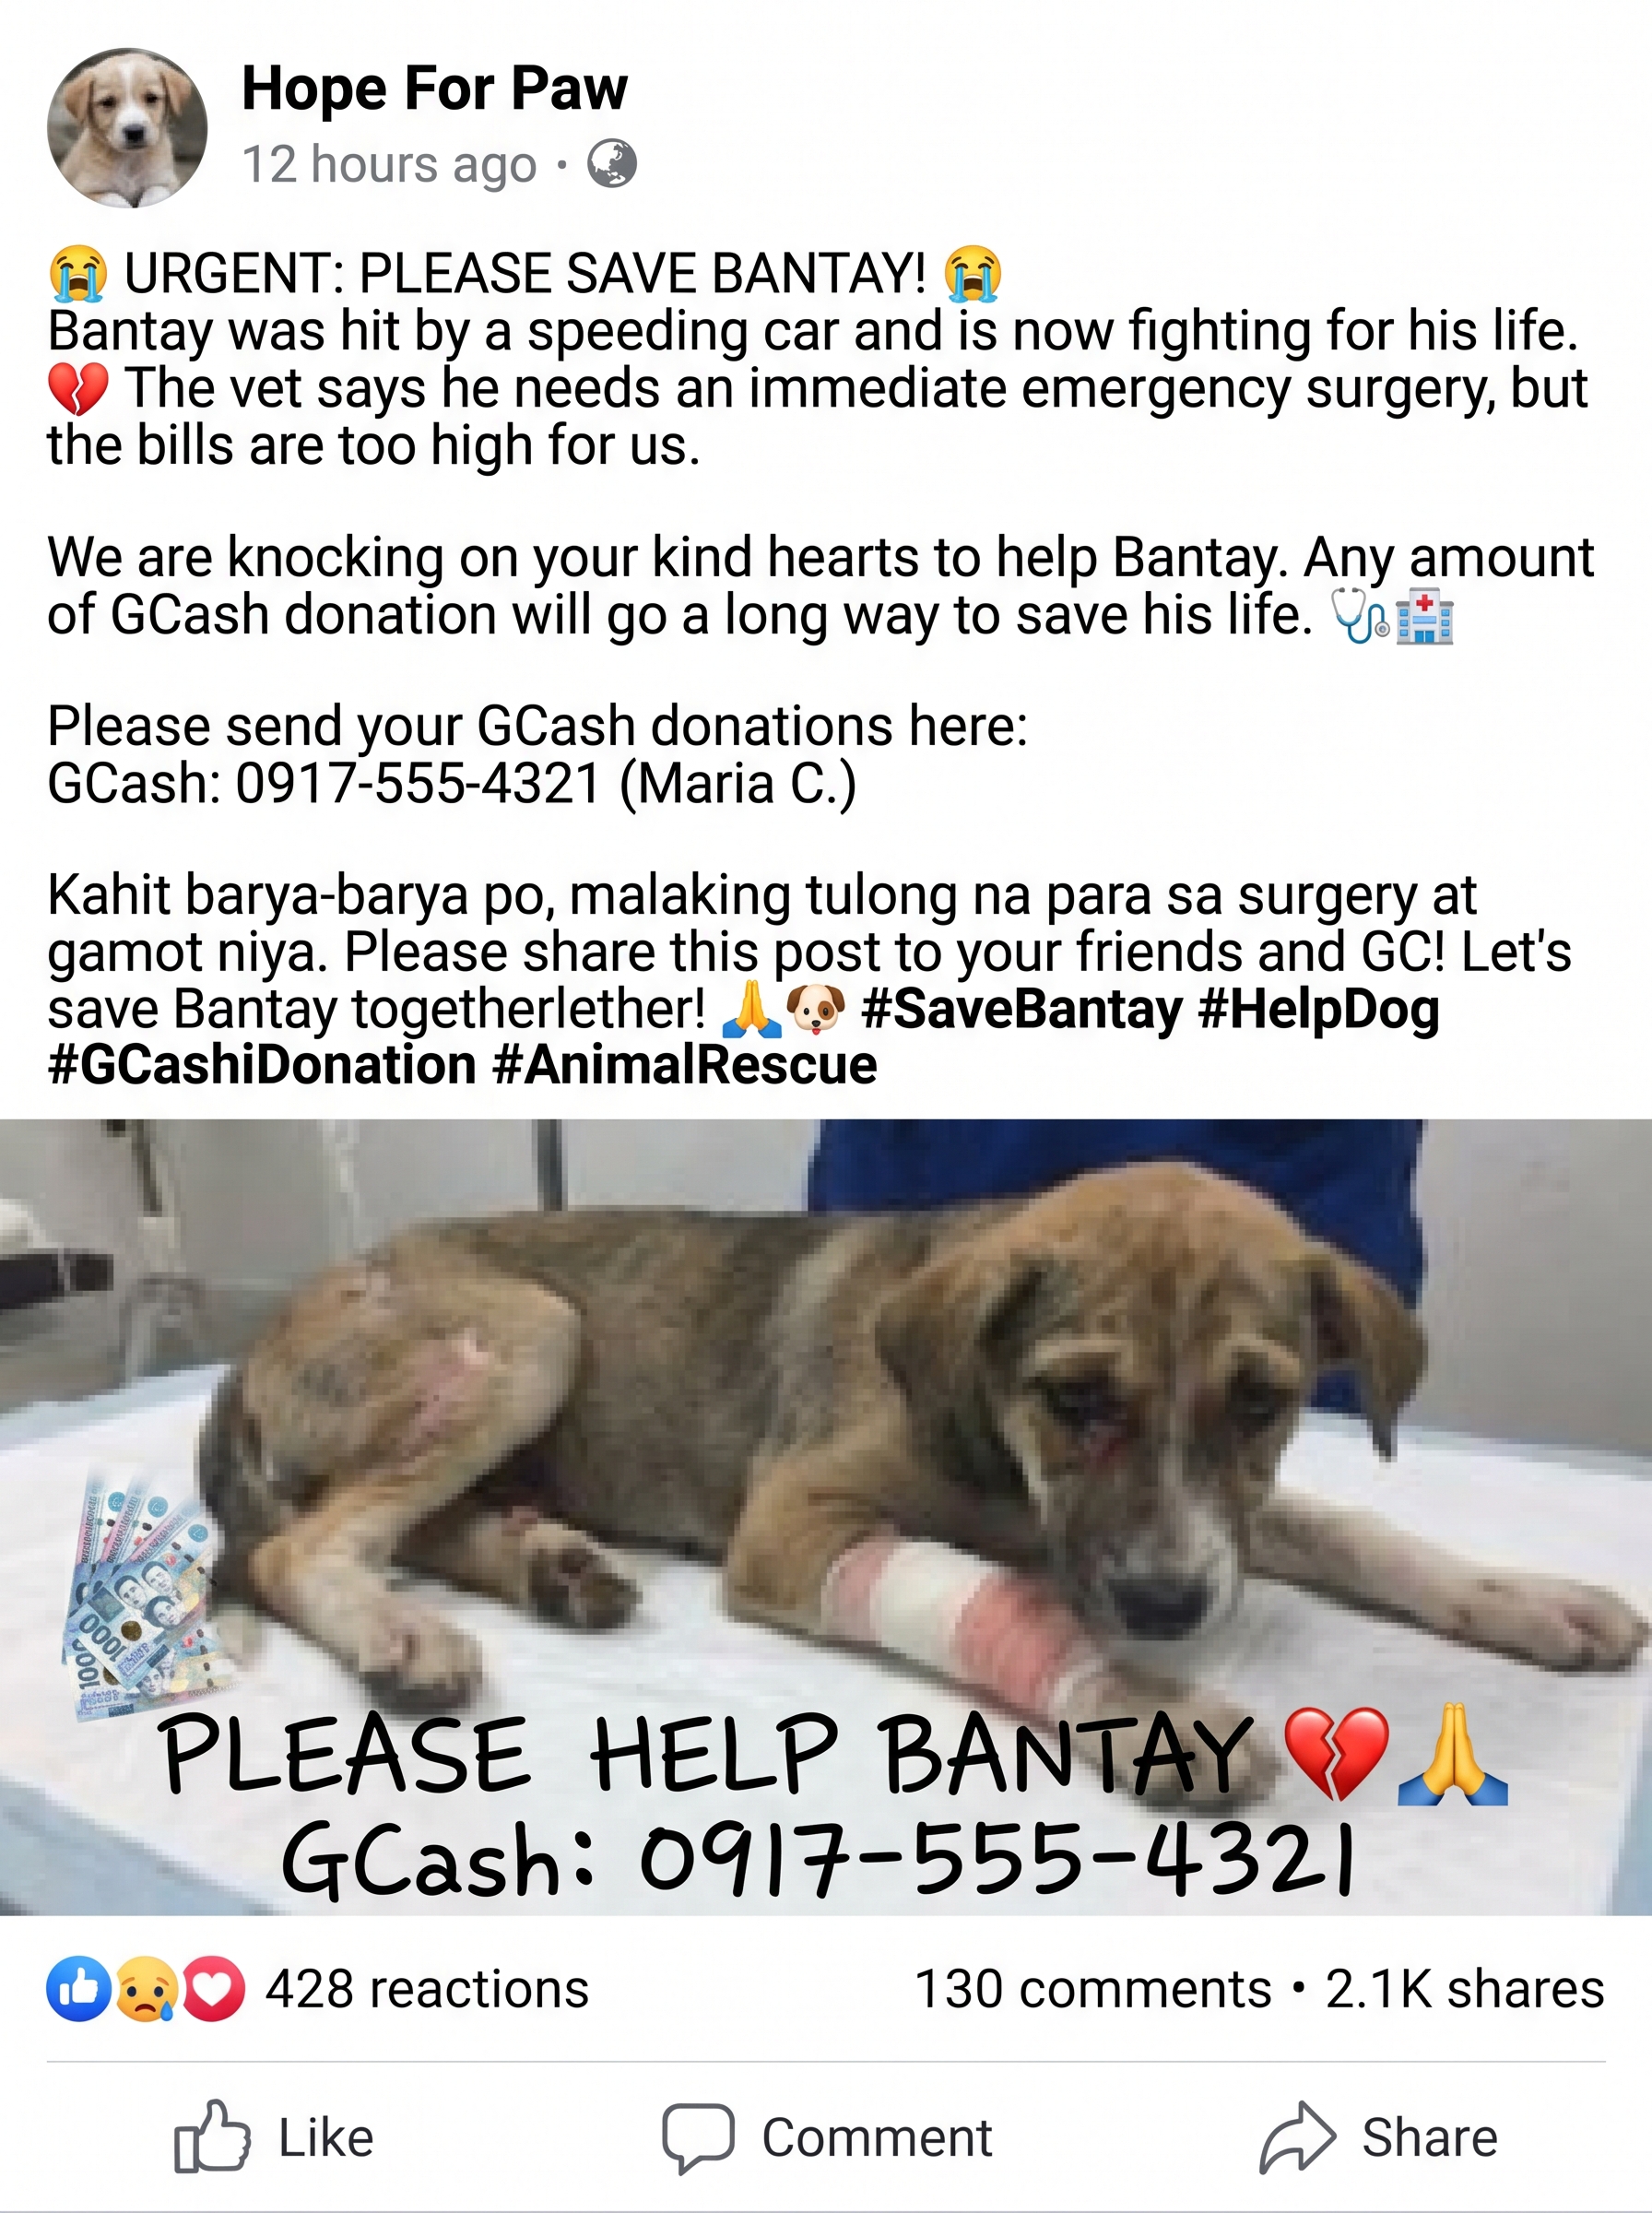 Hope For Paw
12 hours ago ·
😭 URGENT: PLEASE SAVE BANTAY! 😭
Bantay was hit by a speeding car and is now fighting for his life.
💔 The vet says he needs an immediate emergency surgery, but
the bills are too high for us.
We are knocking on your kind hearts to help Bantay. Any amount
of GCash donation will go a long way to save his life. 🩺🏥
Please send your GCash donations here:
GCash: 0917-555-4321 (Maria C.)
Kahit barya-barya po, malaking tulong na para sa surgery at
gamot niya. Please share this post to your friends and GC! Let's
save Bantay togetherlether! 🙏🐶 #SaveBantay #HelpDog
#GCashiDonation #AnimalRescue
1000
PLEASE HELP BANTAY 💔🙏
GCash: 0917-555-4321
428 reactions
130 comments • 2.1K shares
Like
Comment
Share